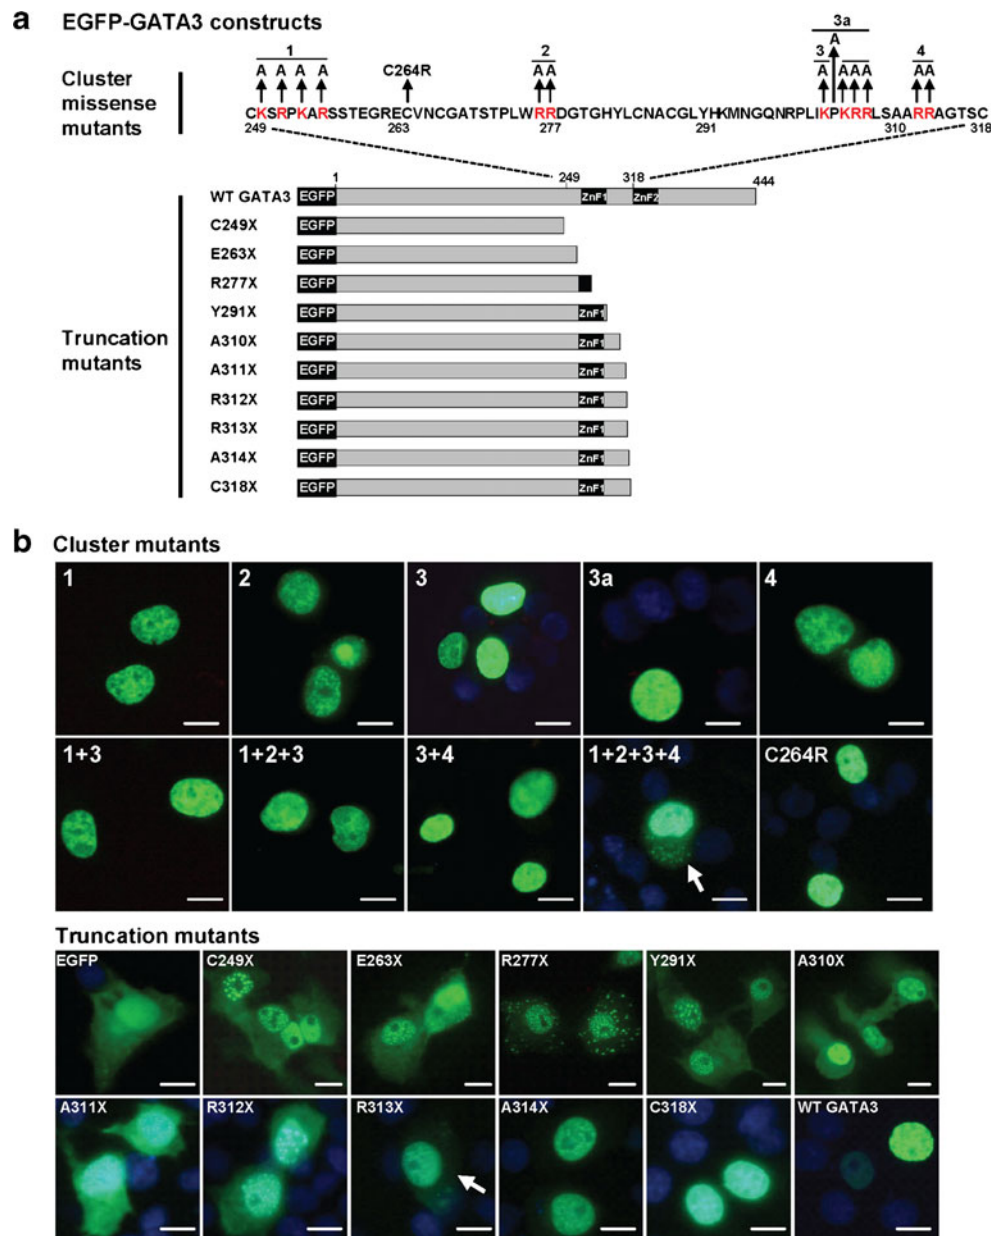 a EGFP-GATA3 constructs
3a
1 2 A 3 4
A A A A C264R AA A AAA AA
Cluster missense mutants
CKSRPKARSSTEGRECVNCGATSTPLWRRDGTGHYLCNACGLYHKMNGQNRPLIKPKRRLSAARRAGTSC
249 263 277 291 310 318
1 249 318 444
WT GATA3 EGFP ZnF1 ZnF2
C249X EGFP
E263X EGFP
R277X EGFP
Y291X EGFP ZnF1
Truncation mutants
A310X EGFP ZnF1
A311X EGFP ZnF1
R312X EGFP ZnF1
R313X EGFP ZnF1
A314X EGFP ZnF1
C318X EGFP ZnF1
b Cluster mutants
1 2 3 3a 4
1+3 1+2+3 3+4 1+2+3+4 C264R
Truncation mutants
EGFP C249X E263X R277X Y291X A310X
A311X R312X R313X A314X C318X WT GATA3